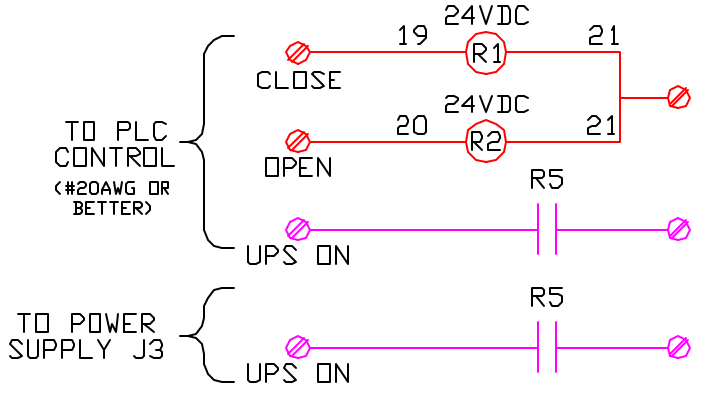 24VDC
19 R1 21
CLOSE
24VDC
20 R2 21
OPEN
TO PLC
CONTROL
(#20AWG OR
BETTER)
R5
UPS ON
R5
TO POWER
SUPPLY J3
UPS ON